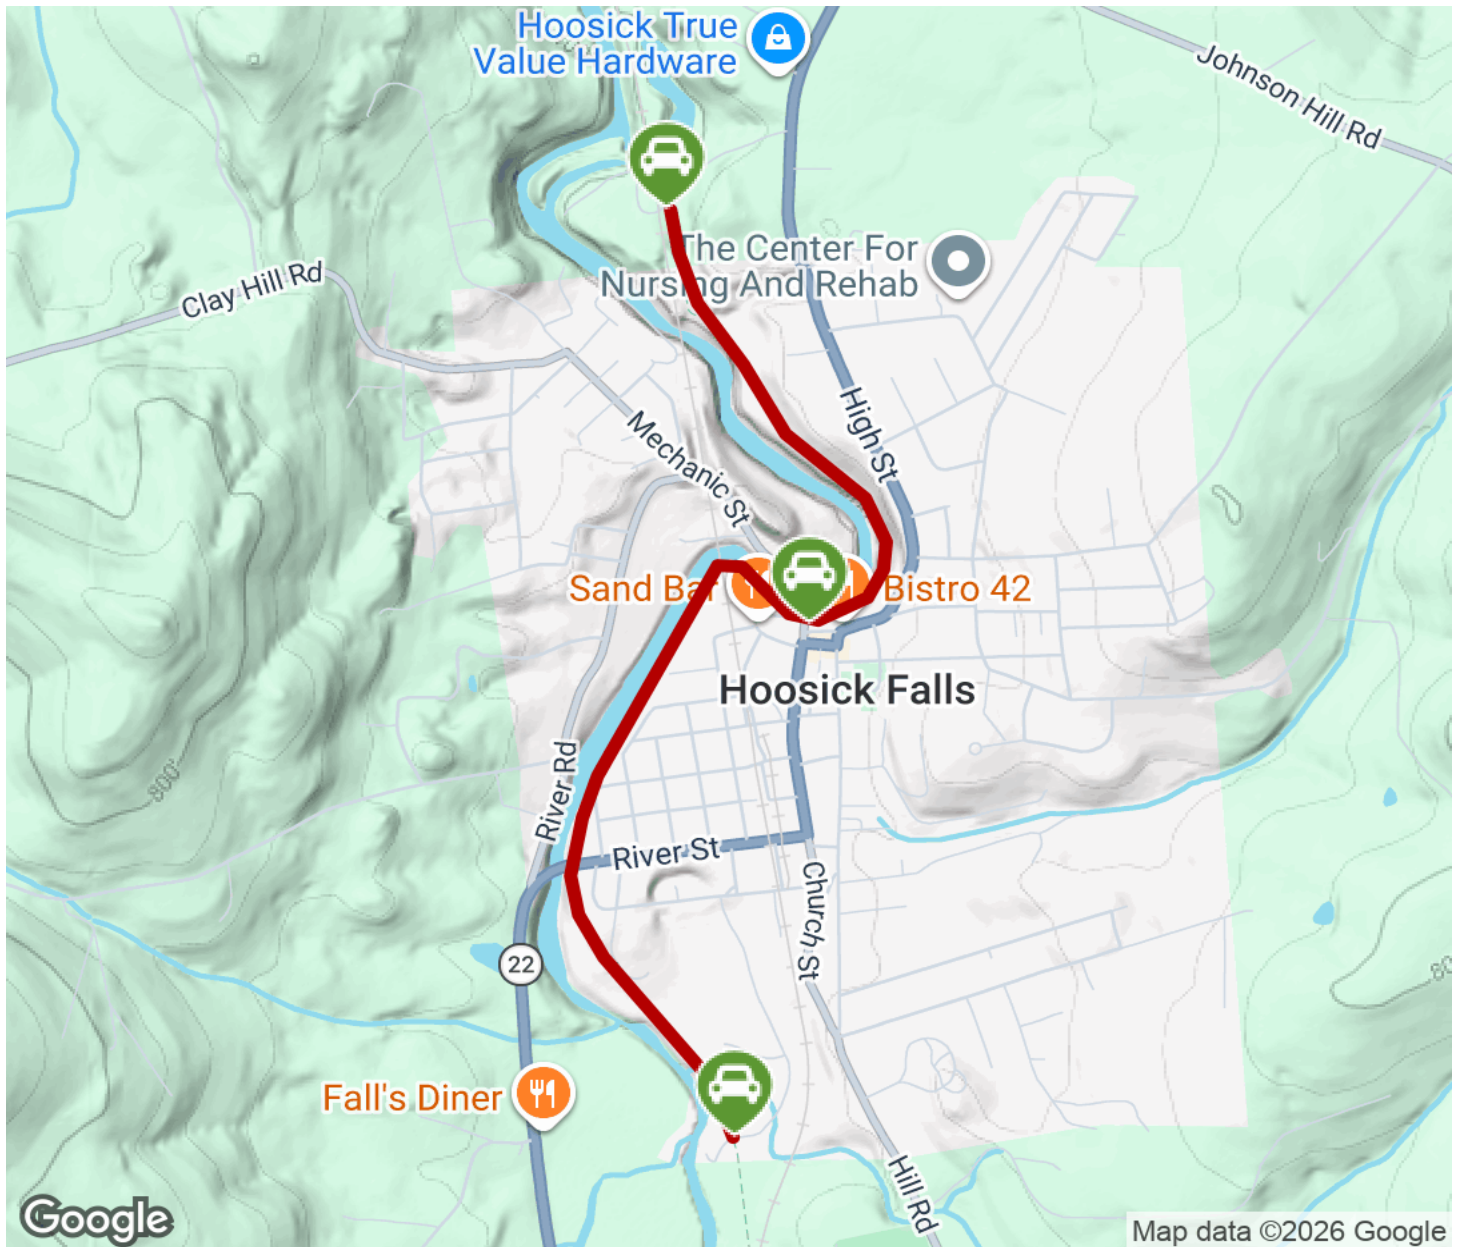 Hoosick True
Value Hardware
Johnson Hill Rd
The Center For
Nursing And Rehab
Clay Hill Rd
High St
Mechanic St
Sand Bar
Bistro 42
Hoosick Falls
800'
River Rd
River St
Church St
22
80
Fall's Diner
Hill Rd
Google
Map data ©2026 Google